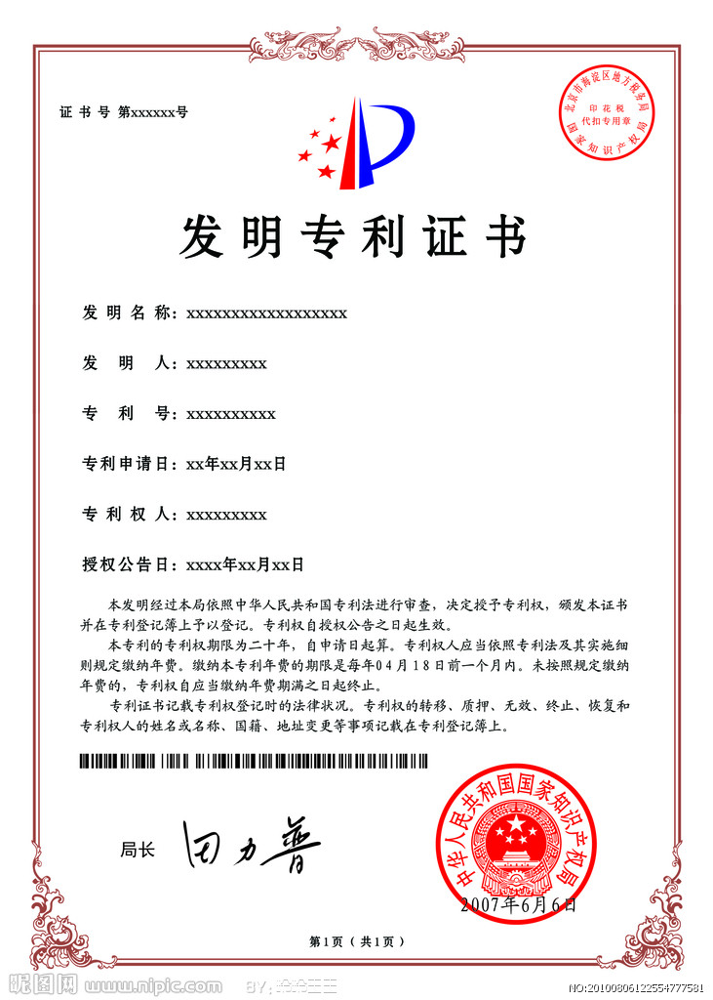 证书号 第xxxxxx号
北京市海淀区地方税务局
印花税
代扣专用章
国家知识产权局
发明专利证书
发明名称：xxxxxxxxxxxxxxxxxx
发明人：xxxxxxxxx
专利号：xxxxxxxxxx
专利申请日：xx年xx月xx日
专利权人：xxxxxxxxx
授权公告日：xxxx年xx月xx日
本发明经过本局依照中华人民共和国专利法进行审查，决定授予专利权，颁发本证书
并在专利登记簿上予以登记。专利权自授权公告之日起生效。
本专利的专利权期限为二十年，自申请日起算。专利权人应当依照专利法及其实施细
则规定缴纳年费。缴纳本专利年费的期限是每年04月18日前一个月内。未按照规定缴纳
年费的，专利权自应当缴纳年费期满之日起终止。
专利证书记载专利权登记时的法律状况。专利权的转移、质押、无效、终止、恢复和
专利权人的姓名或名称、国籍、地址变更等事项记载在专利登记簿上。
局长 田力普
中华人民共和国国家知识产权局
2007年6月6日
第1页（共1页）
昵图网 www.nipic.com BY:
NO:20100806122554777581